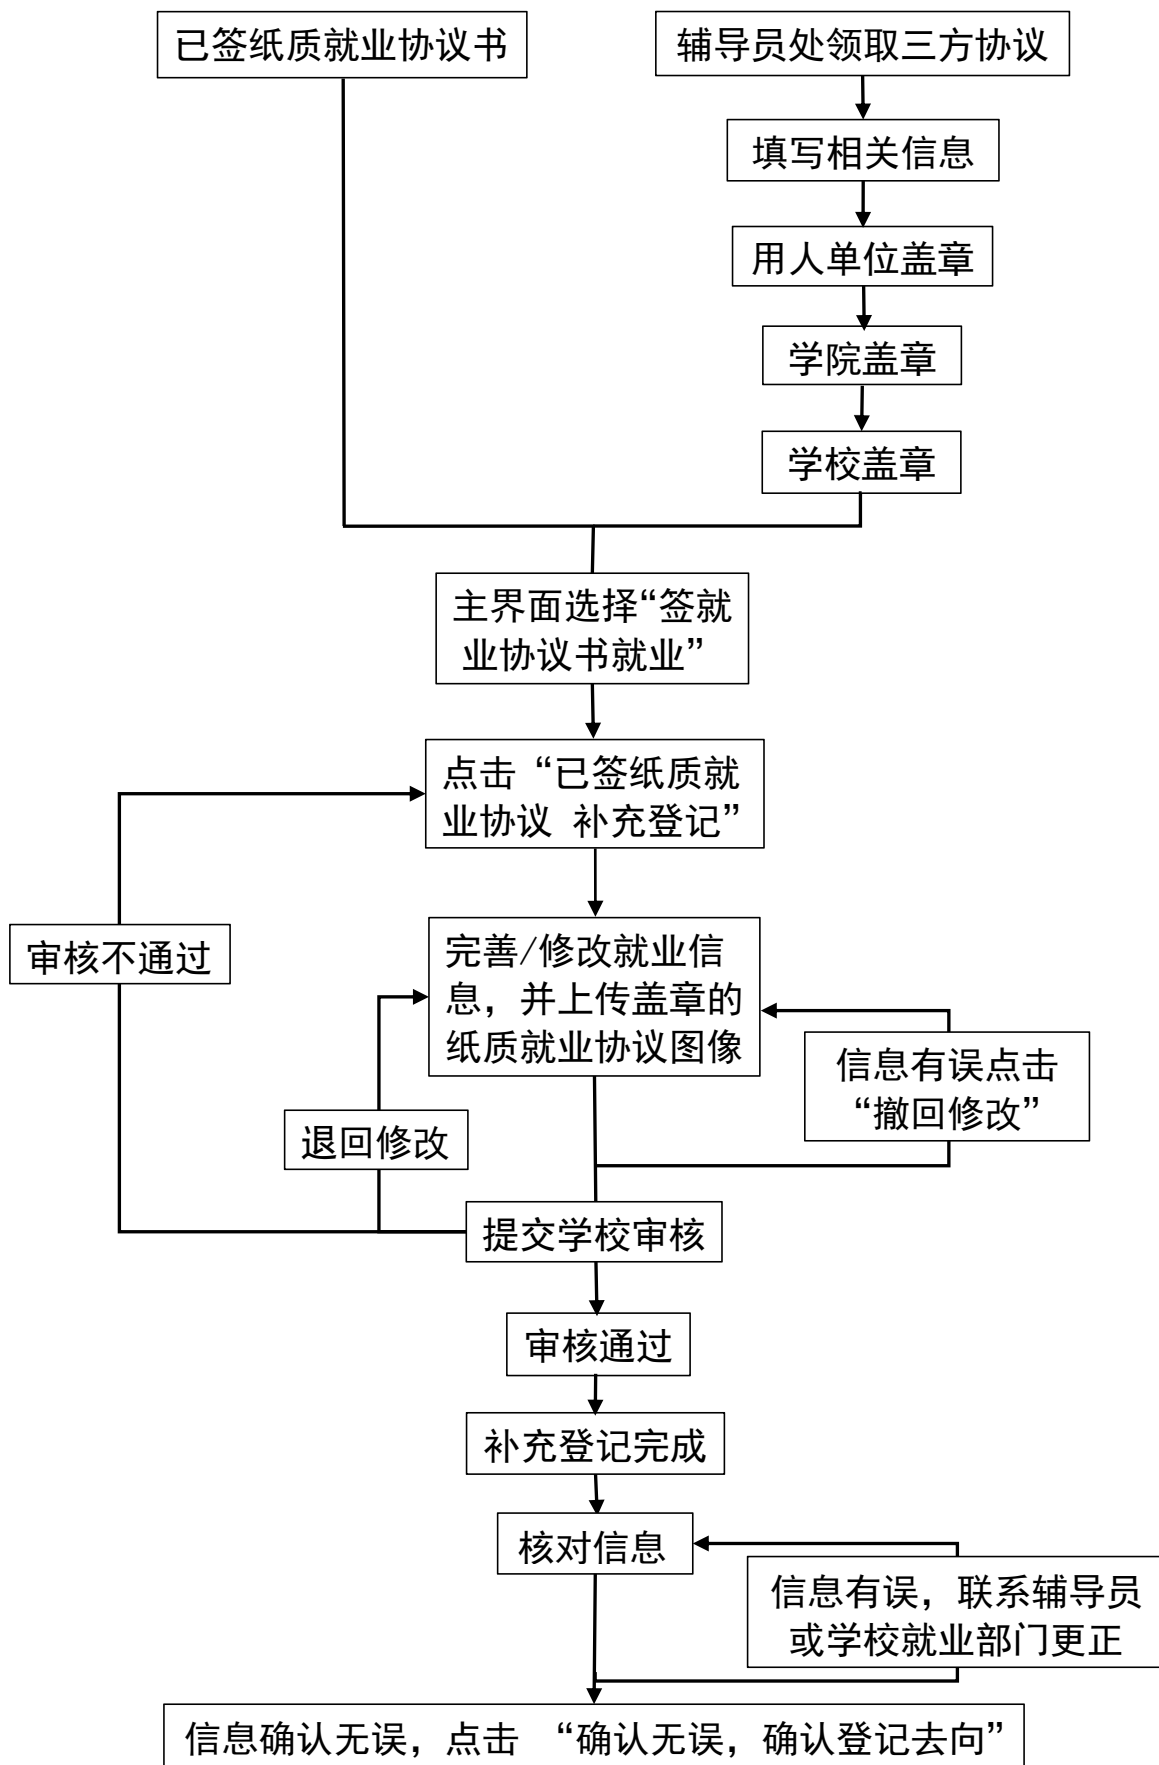 已签纸质就业协议书
辅导员处领取三方协议
填写相关信息
用人单位盖章
学院盖章
学校盖章
主界面选择“签就
业协议书就业”
点击 “已签纸质就
业协议 补充登记”
审核不通过
完善/修改就业信
息，并上传盖章的
纸质就业协议图像
信息有误点击
“撤回修改”
退回修改
提交学校审核
审核通过
补充登记完成
核对信息
信息有误，联系辅导员
或学校就业部门更正
信息确认无误，点击 “确认无误，确认登记去向”